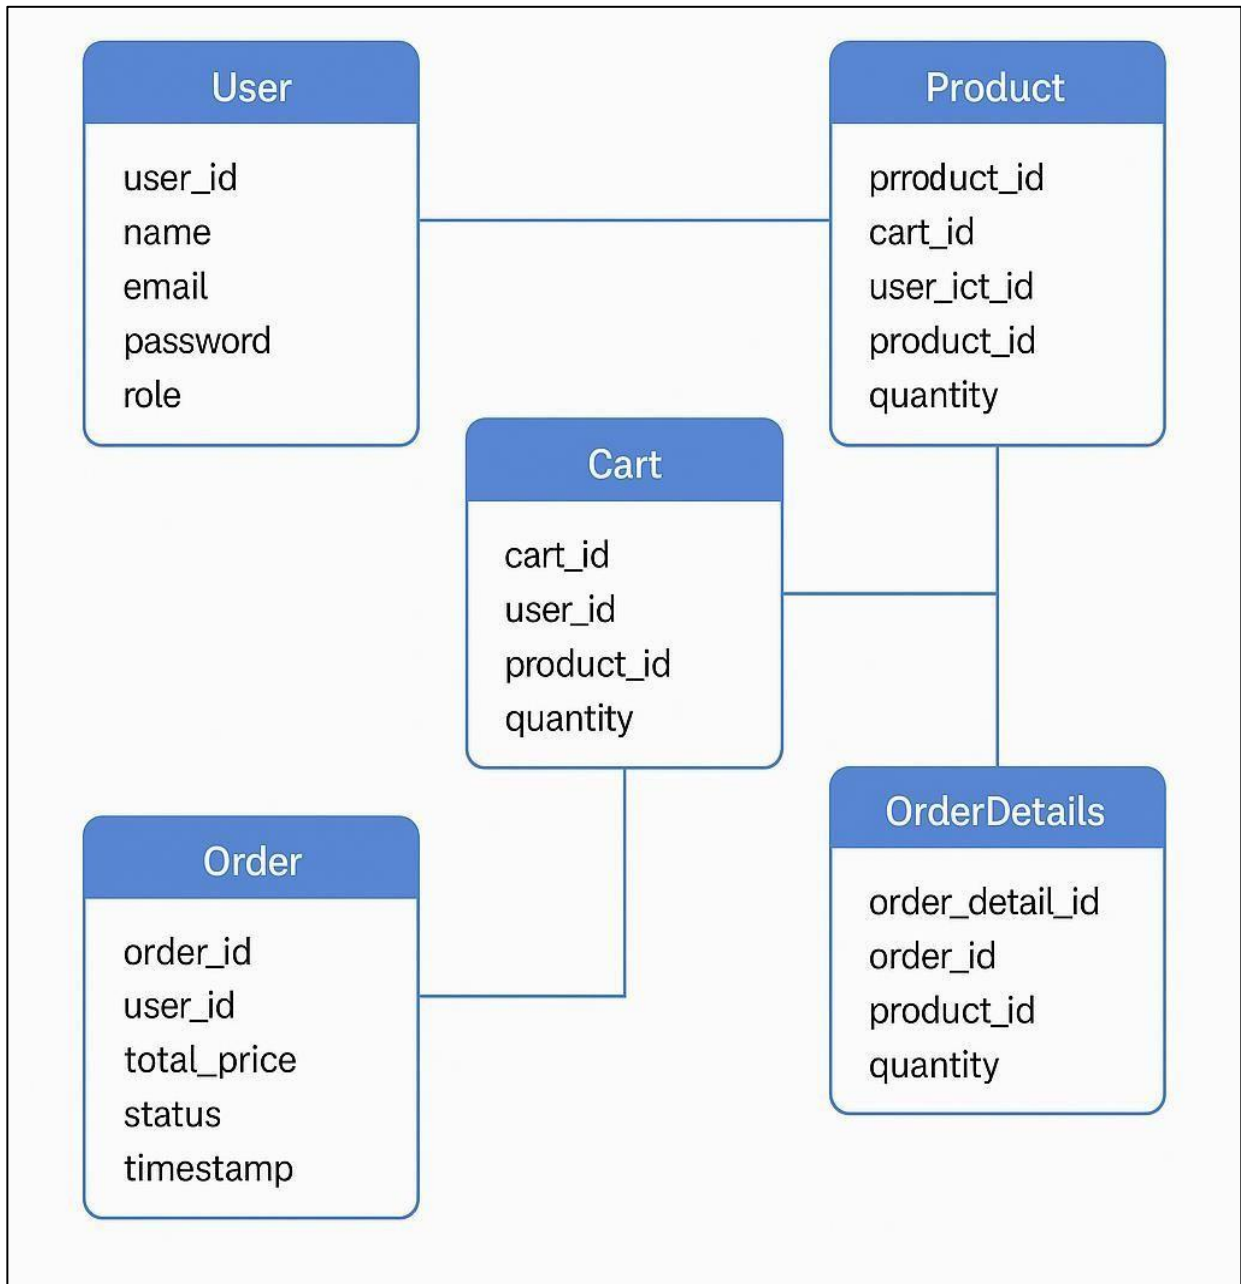 User
user_id
name
email
password
role
Product
prroduct_id
cart_id
user_ict_id
product_id
quantity
Cart
cart_id
user_id
product_id
quantity
Order
order_id
user_id
total_price
status
timestamp
OrderDetails
order_detail_id
order_id
product_id
quantity